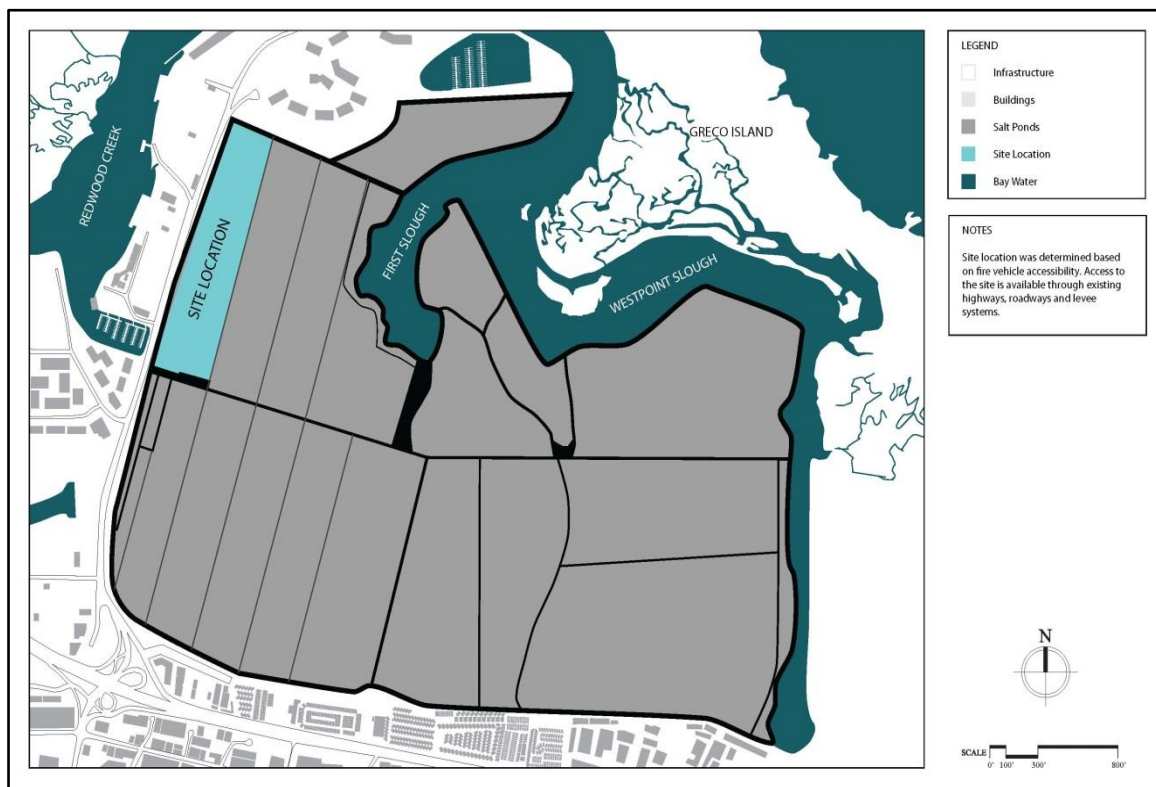 REDWOOD CREEK
SITE LOCATION
FIRST SLOUGH
WESTPOINT SLOUGH
GRECO ISLAND
LEGEND
Infrastructure
Buildings
Salt Ponds
Site Location
Bay Water
NOTES
Site location was determined based
on fire vehicle accessibility. Access to
the site is available through existing
highways, roadways and levee
systems.
N
SCALE
0' 100' 300' 800'